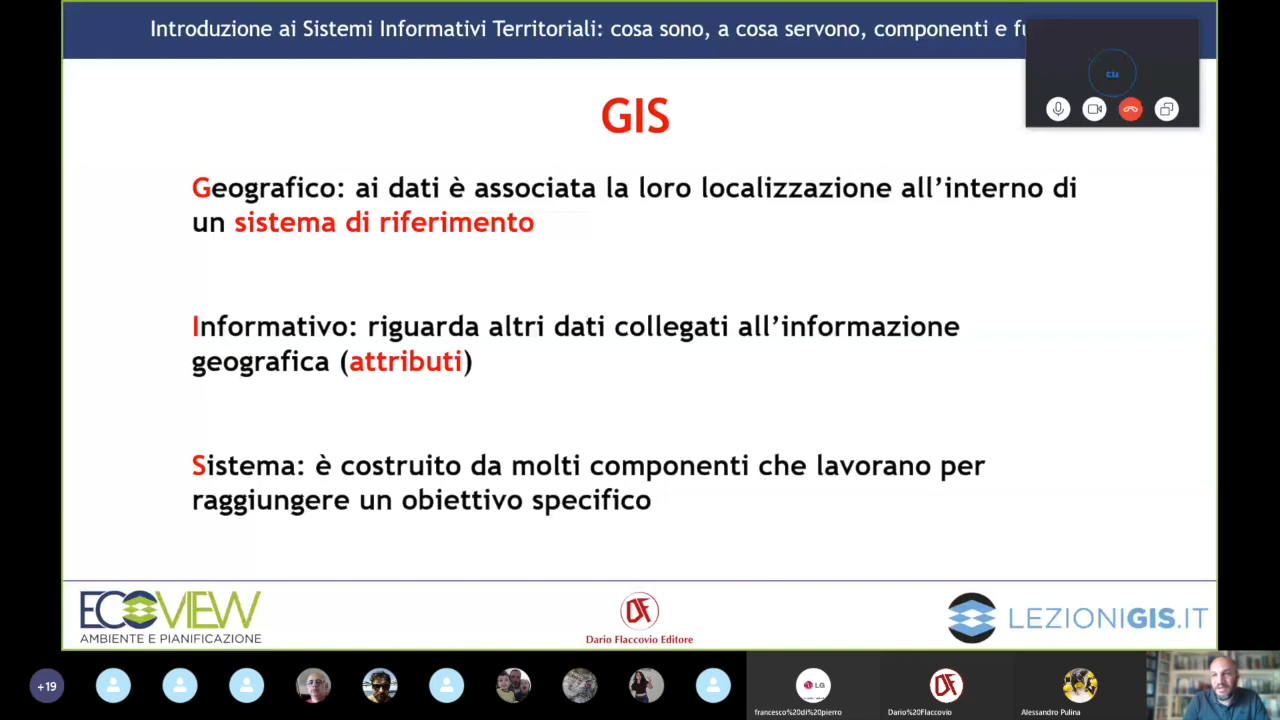 Introduzione ai Sistemi Informativi Territoriali: cosa sono, a cosa servono, componenti e fu
GIS
Geografico: ai dati è associata la loro localizzazione all’interno di
un sistema di riferimento
Informativo: riguarda altri dati collegati all’informazione
geografica (attributi)
Sistema: è costruito da molti componenti che lavorano per
raggiungere un obiettivo specifico
ECOVIEW
AMBIENTE E PIANIFICAZIONE
DF
Dario Flaccovio Editore
LEZIONIGIS.IT
+19
LG
francesco%20di%20pierro
DF
Dario%20Flaccovio
Alessandro Pulina